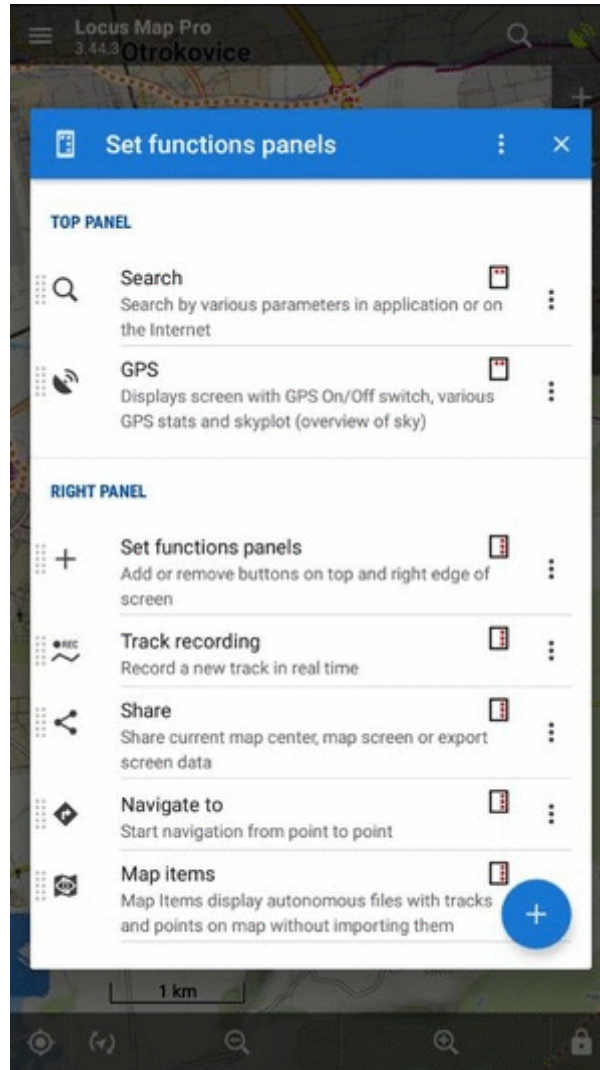 Locus Map Pro
3.44.3
Otrokovice
Set functions panels
TOP PANEL
Search
Search by various parameters in application or on
the Internet
GPS
Displays screen with GPS On/Off switch, various
GPS stats and skyplot (overview of sky)
RIGHT PANEL
Set functions panels
Add or remove buttons on top and right edge of
screen
REC
Track recording
Record a new track in real time
Share
Share current map center, map screen or export
screen data
Navigate to
Start navigation from point to point
Map items
Map Items display autonomous files with tracks
and points on map without importing them
1 km